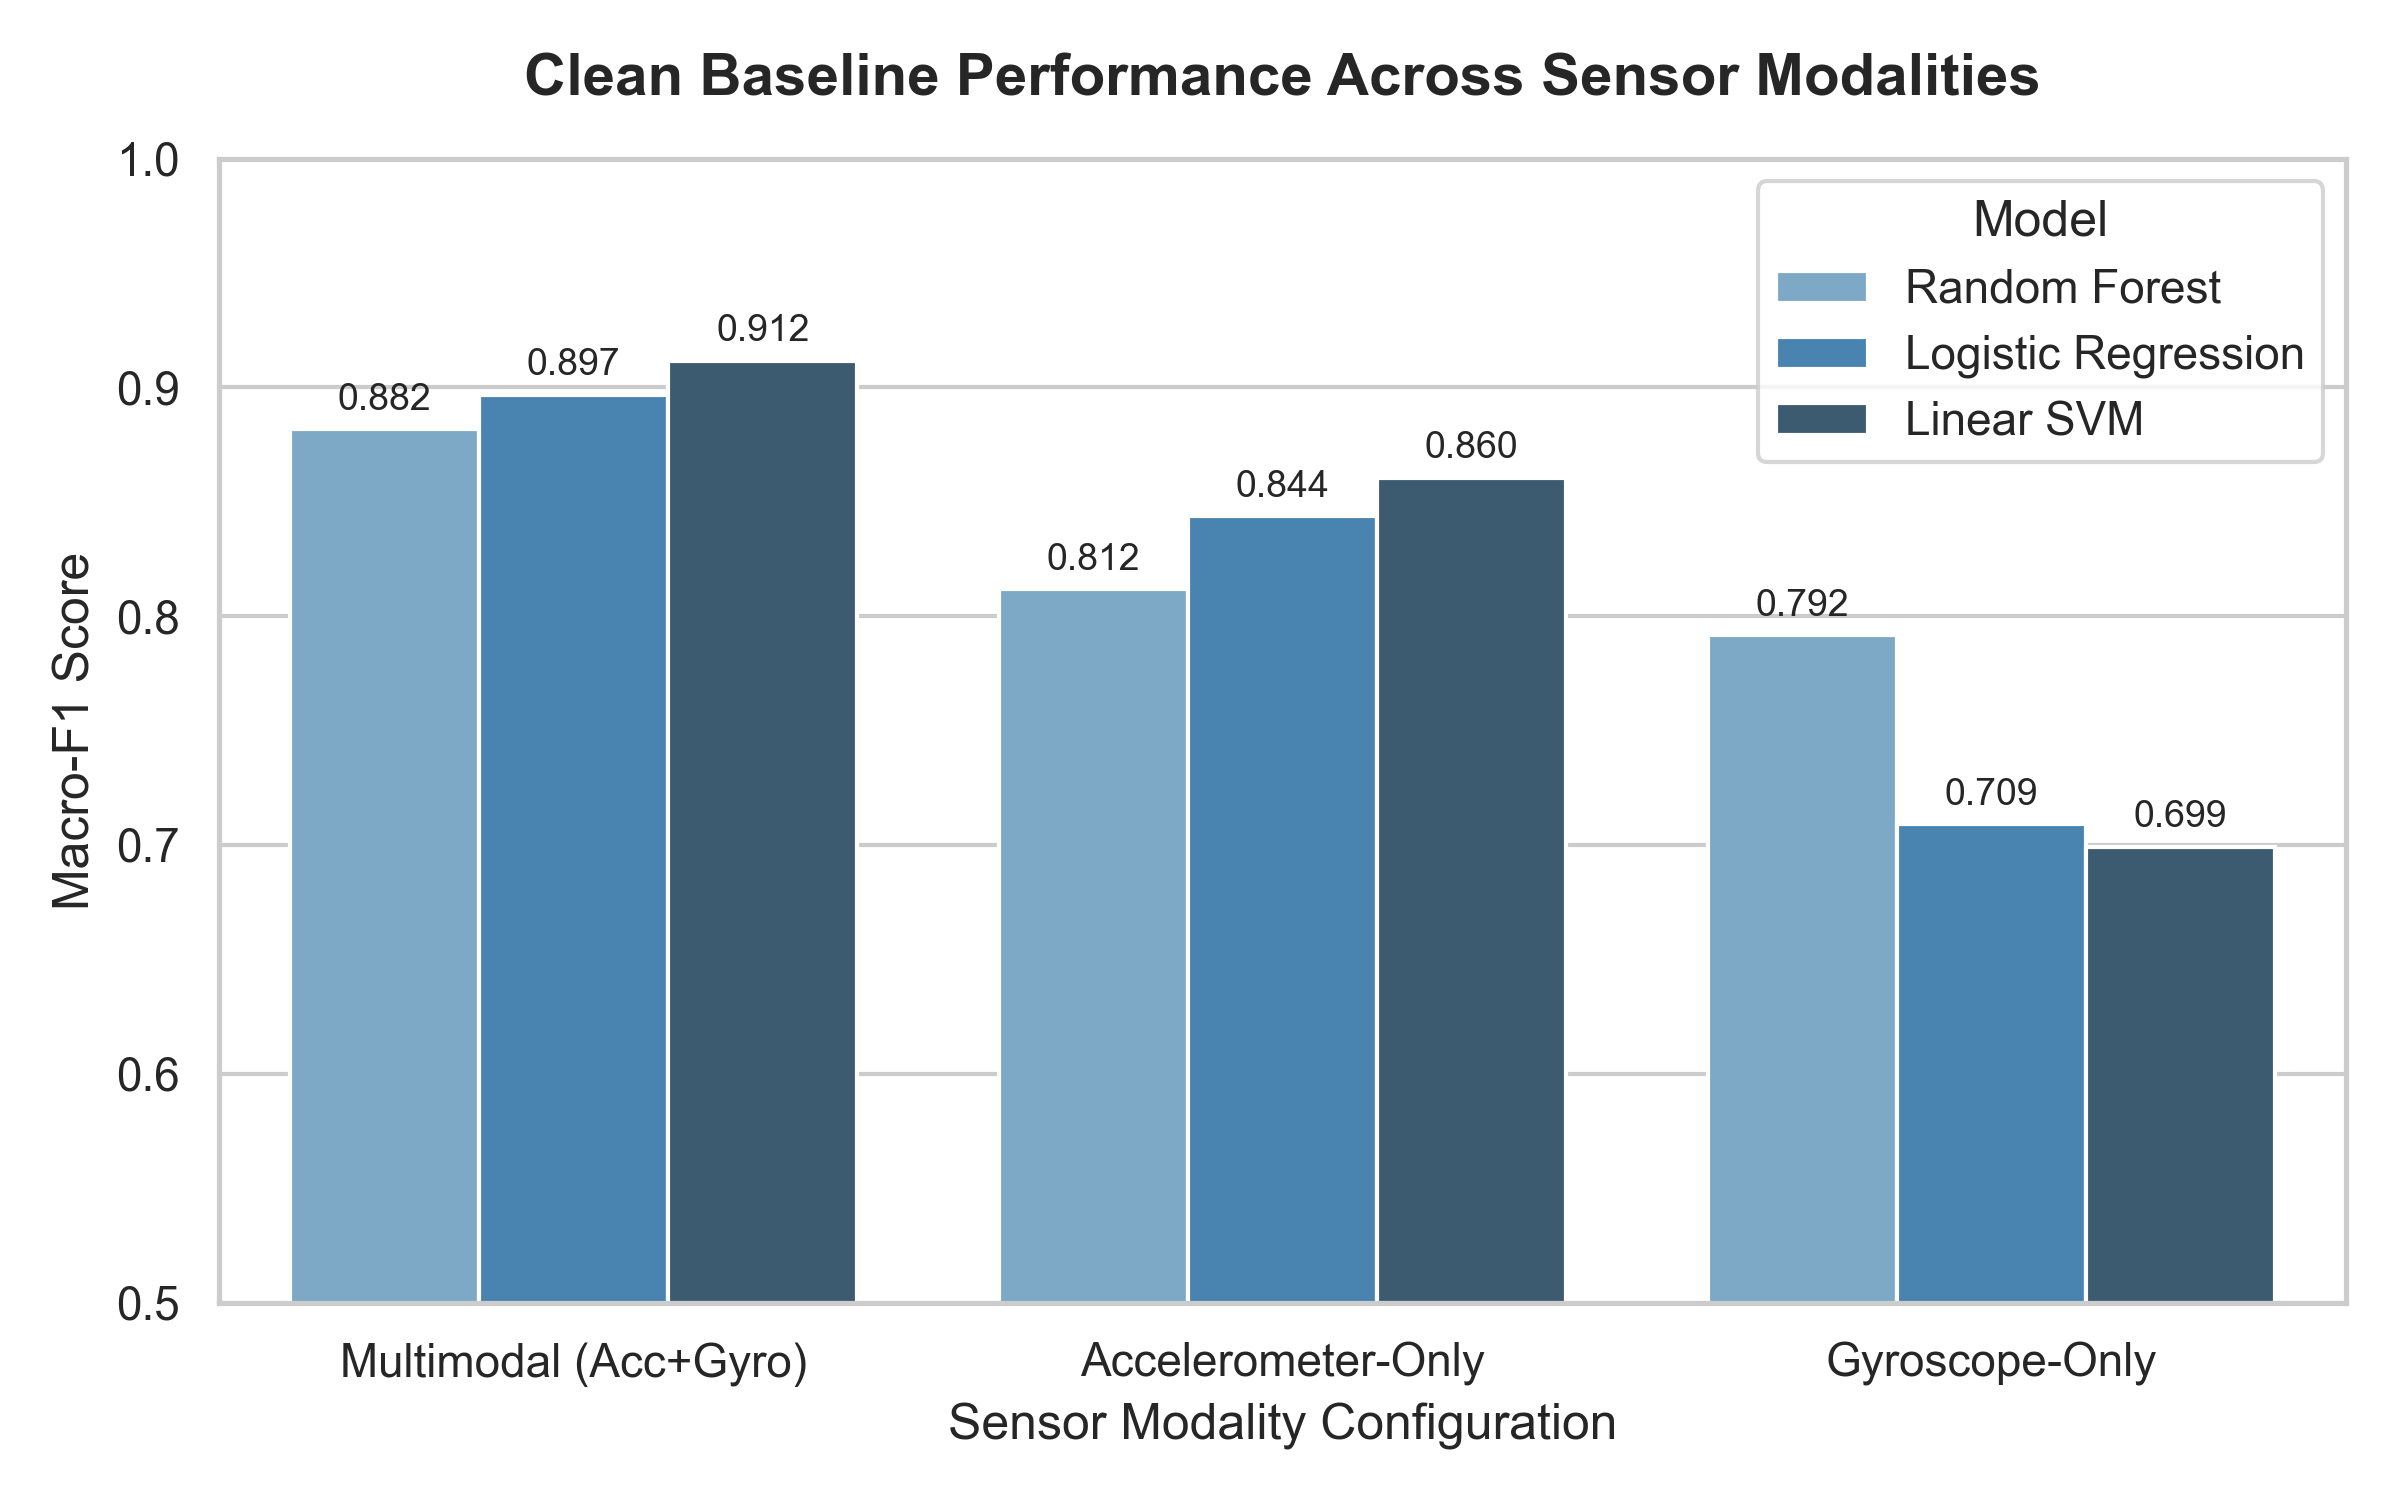 Clean Baseline Performance Across Sensor Modalities
1.0
0.9
0.8
0.7
0.6
0.5
Macro-F1 Score
Model
Random Forest
Logistic Regression
Linear SVM
0.882
0.897
0.912
0.812
0.844
0.860
0.792
0.709
0.699
Multimodal (Acc+Gyro)
Accelerometer-Only
Gyroscope-Only
Sensor Modality Configuration